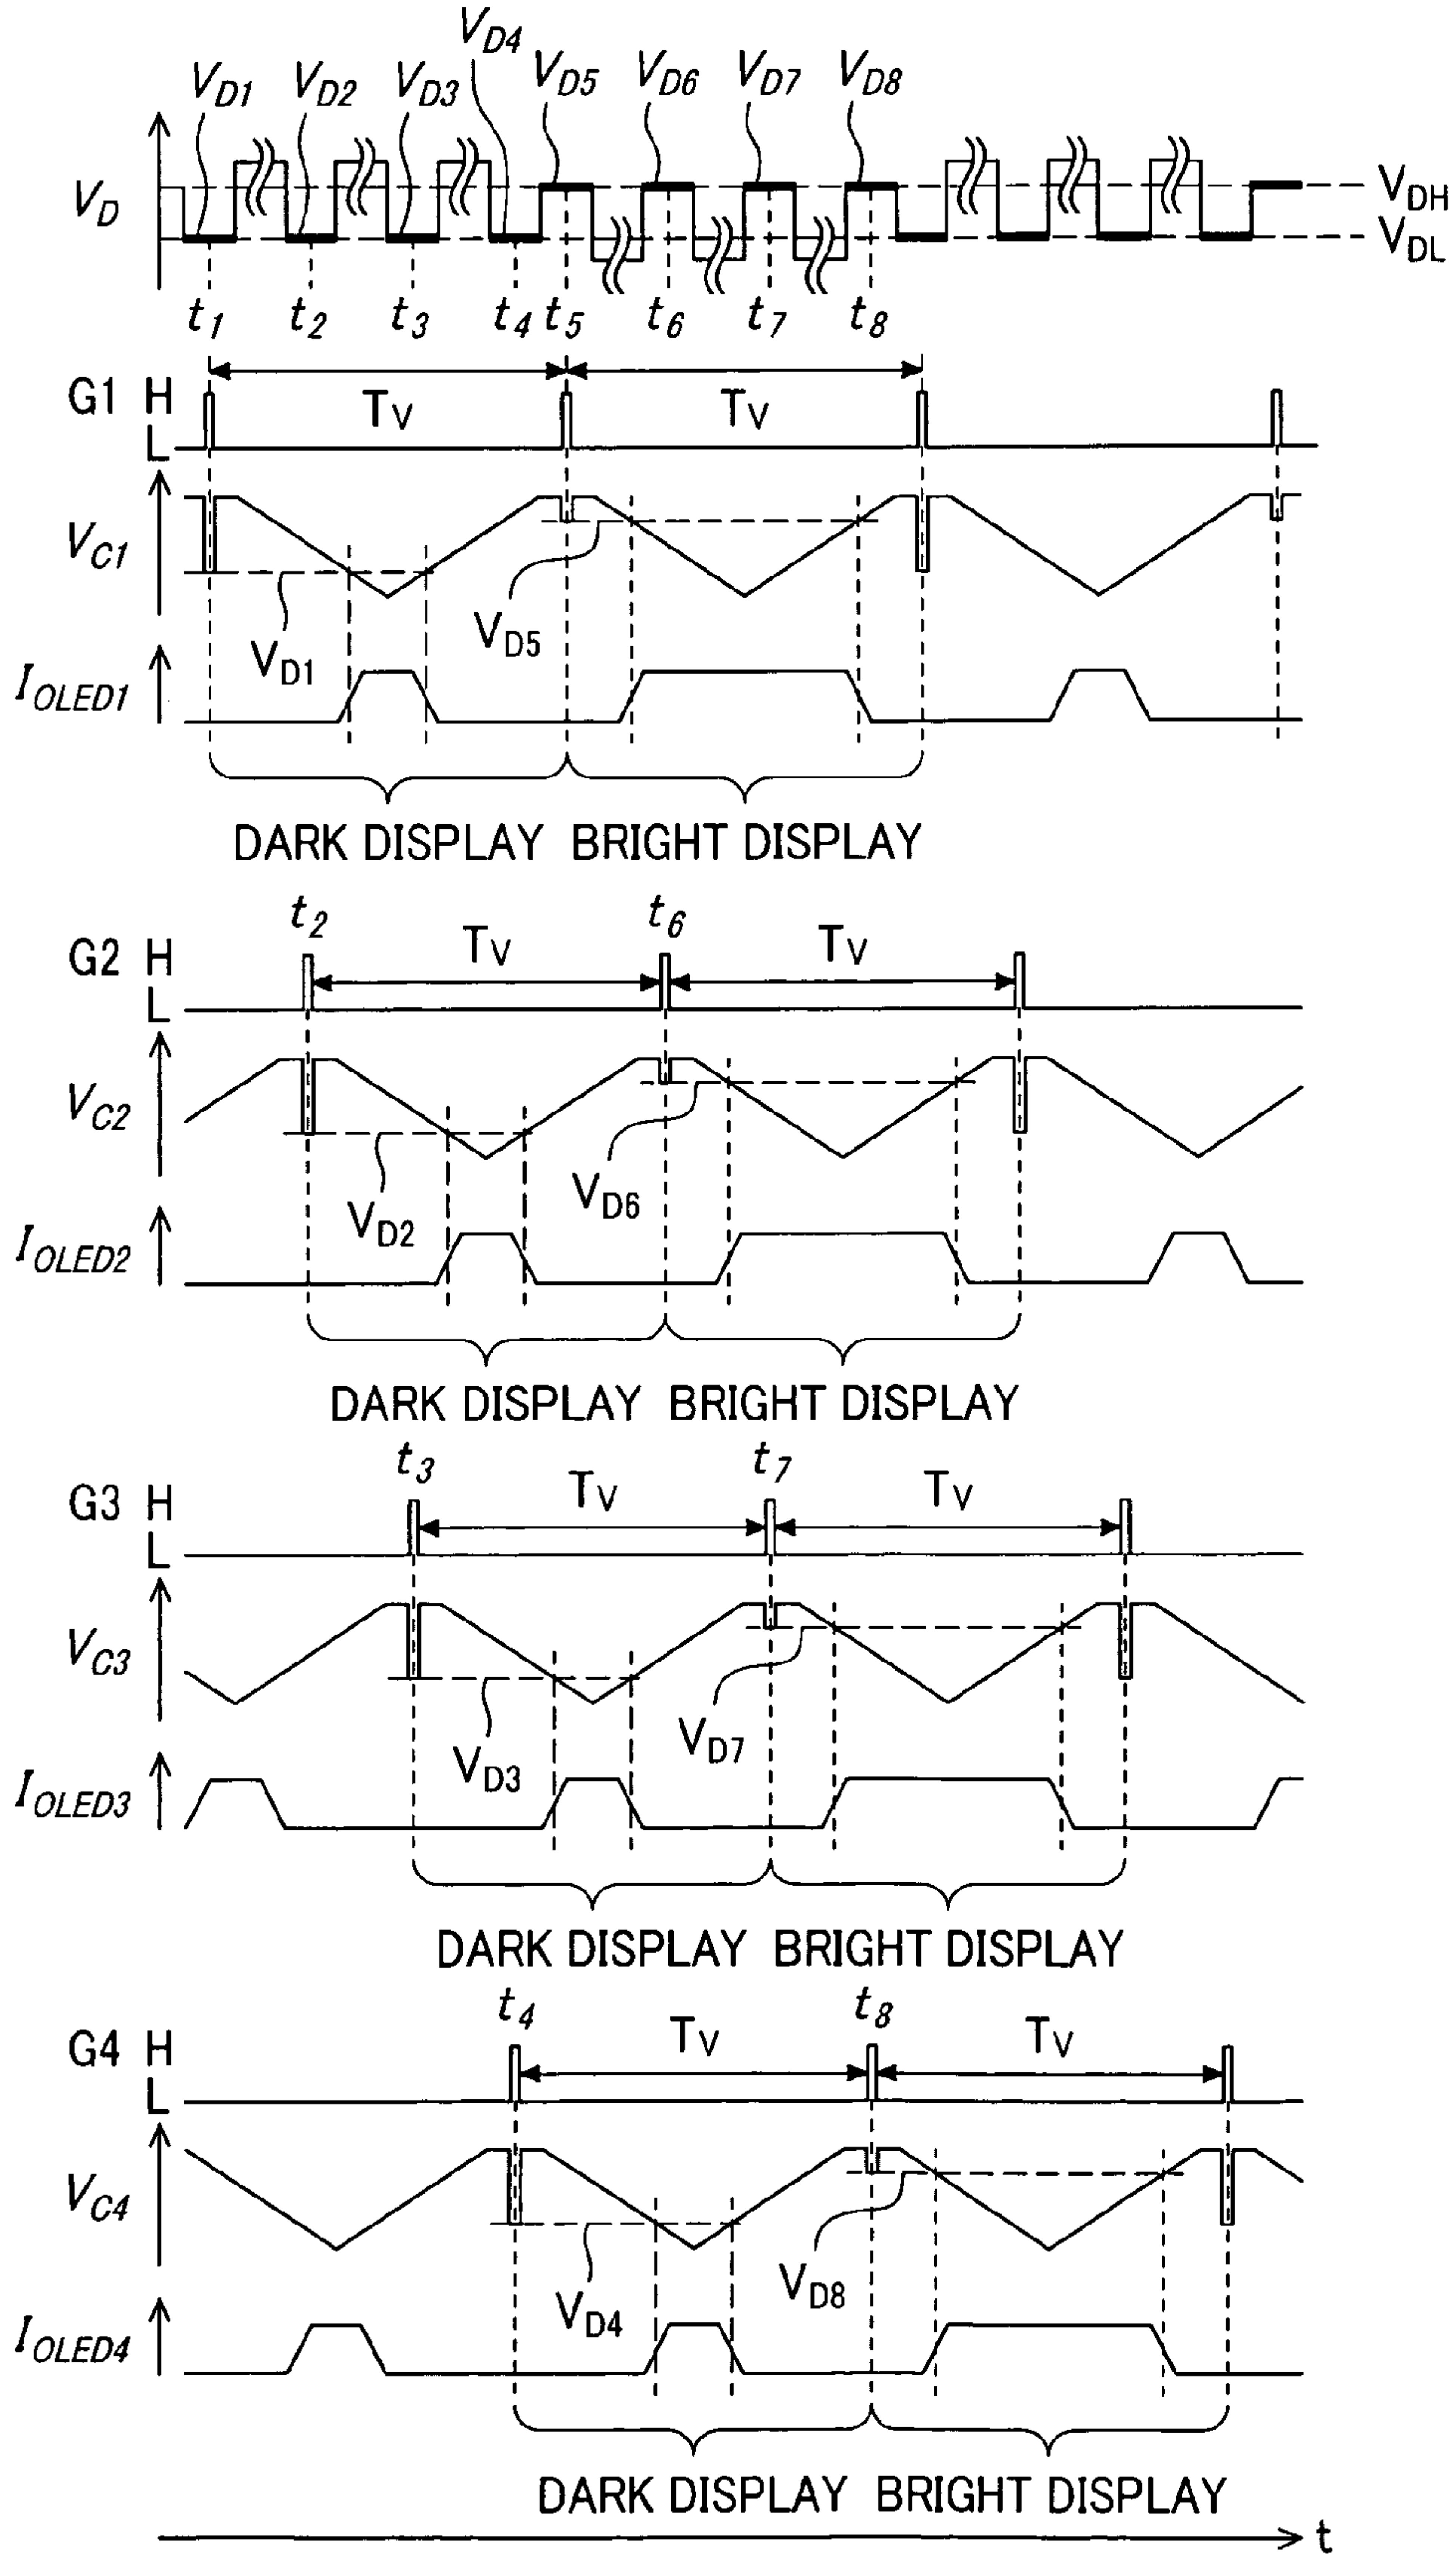 VD4
VD1 VD2 VD3 VD5 VD6 VD7 VD8
VD VDH
VDL
t1 t2 t3 t4 t5 t6 t7 t8
G1 H
L
TV TV
VC1
VD1 VD5
IOLED1
DARK DISPLAY BRIGHT DISPLAY
t2 t6
G2 H
L
TV TV
VC2
VD2 VD6
IOLED2
DARK DISPLAY BRIGHT DISPLAY
t3 t7
G3 H
L
TV TV
VC3
VD3 VD7
IOLED3
DARK DISPLAY BRIGHT DISPLAY
t4 t8
G4 H
L
TV TV
VC4
VD4 VD8
IOLED4
DARK DISPLAY BRIGHT DISPLAY
t